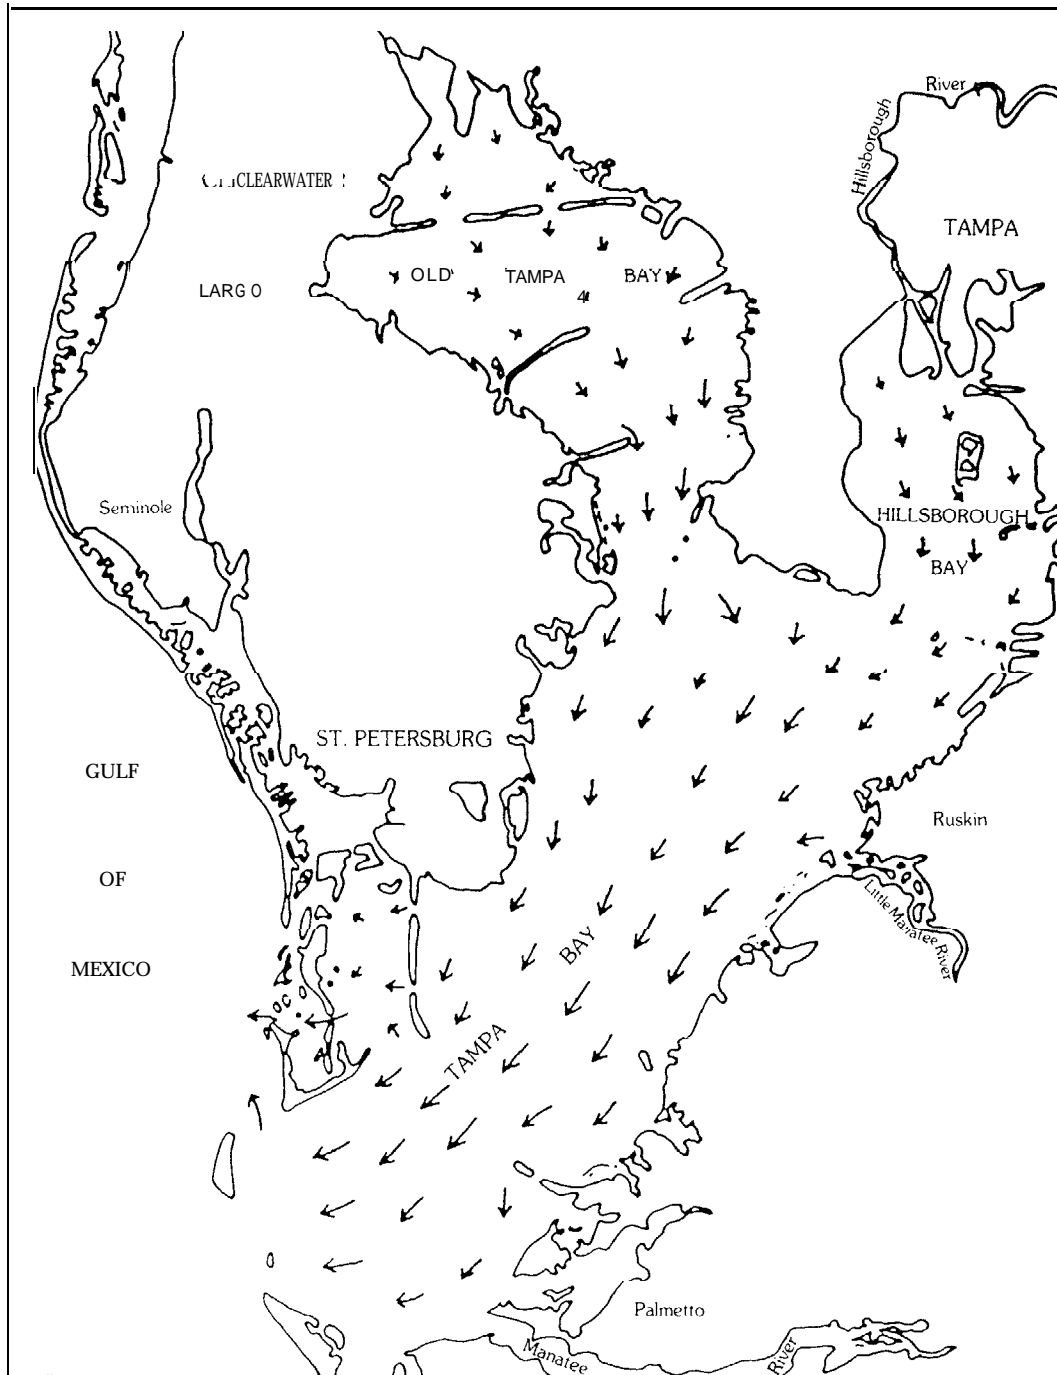 River
Hillsborough
CLEARWATER
TAMPA
OLD TAMPA BAY
LARGO
Seminole
HILLSBOROUGH
BAY
ST. PETERSBURG
GULF
OF
MEXICO
Ruskin
Little Manatee River
BAY
TAMPA
Palmetto
Manatee
River